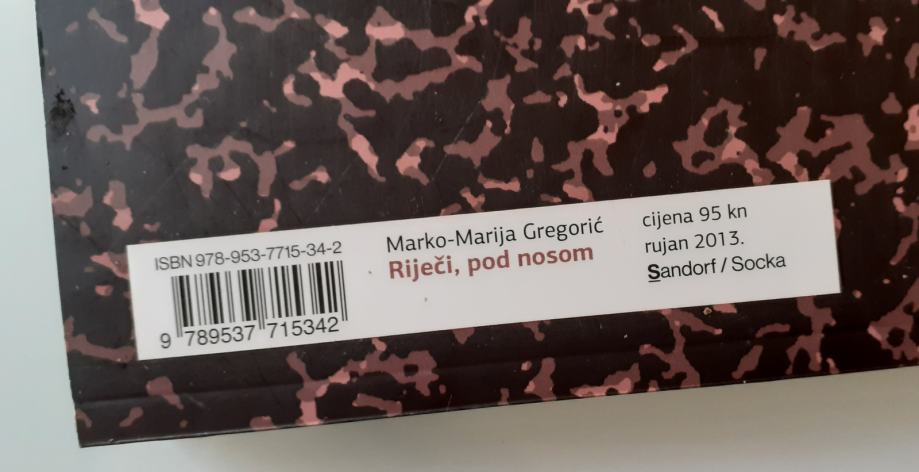 ISBN 978-953-7715-34-2
9 789537 715342
Marko-Marija Gregorić
Riječi, pod nosom
cijena 95 kn
rujan 2013.
Sandorf / Socka